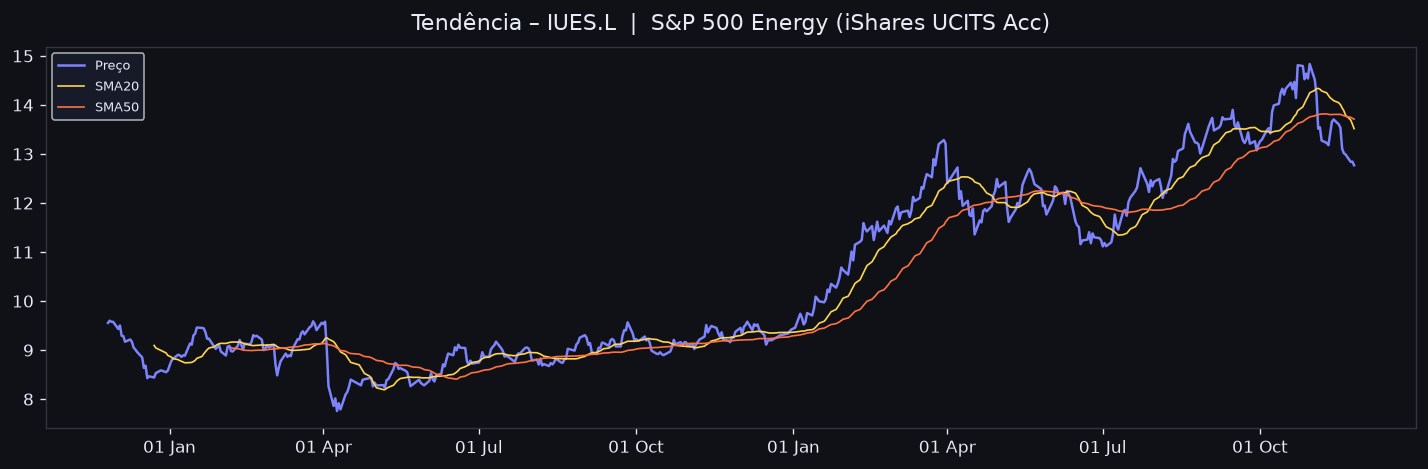 Tendência – IUES.L | S&P 500 Energy (iShares UCITS Acc)
Preço
SMA20
SMA50
15
14
13
12
11
10
9
8
01 Jan
01 Apr
01 Jul
01 Oct
01 Jan
01 Apr
01 Jul
01 Oct